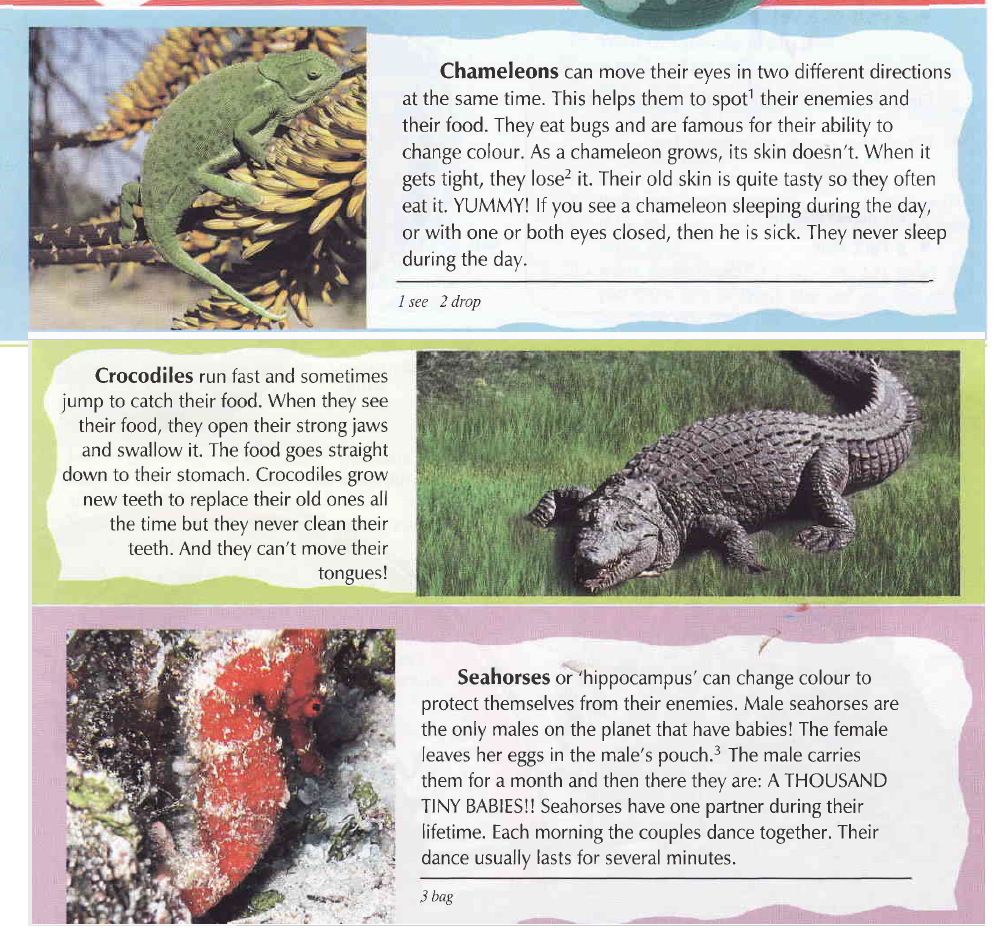 Chameleons can move their eyes in two different directions
at the same time. This helps them to spot¹ their enemies and
their food. They eat bugs and are famous for their ability to
change colour. As a chameleon grows, its skin doesn't. When it
gets tight, they lose² it. Their old skin is quite tasty so they often
eat it. YUMMY! If you see a chameleon sleeping during the day,
or with one or both eyes closed, then he is sick. They never sleep
during the day.
1 see 2 drop
Crocodiles run fast and sometimes
jump to catch their food. When they see
their food, they open their strong jaws
and swallow it. The food goes straight
down to their stomach. Crocodiles grow
new teeth to replace their old ones all
the time but they never clean their
teeth. And they can't move their
tongues!
Seahorses or 'hippocampus' can change colour to
protect themselves from their enemies. Male seahorses are
the only males on the planet that have babies! The female
leaves her eggs in the male's pouch.³ The male carries
them for a month and then there they are: A THOUSAND
TINY BABIES!! Seahorses have one partner during their
lifetime. Each morning the couples dance together. Their
dance usually lasts for several minutes.
3 bag